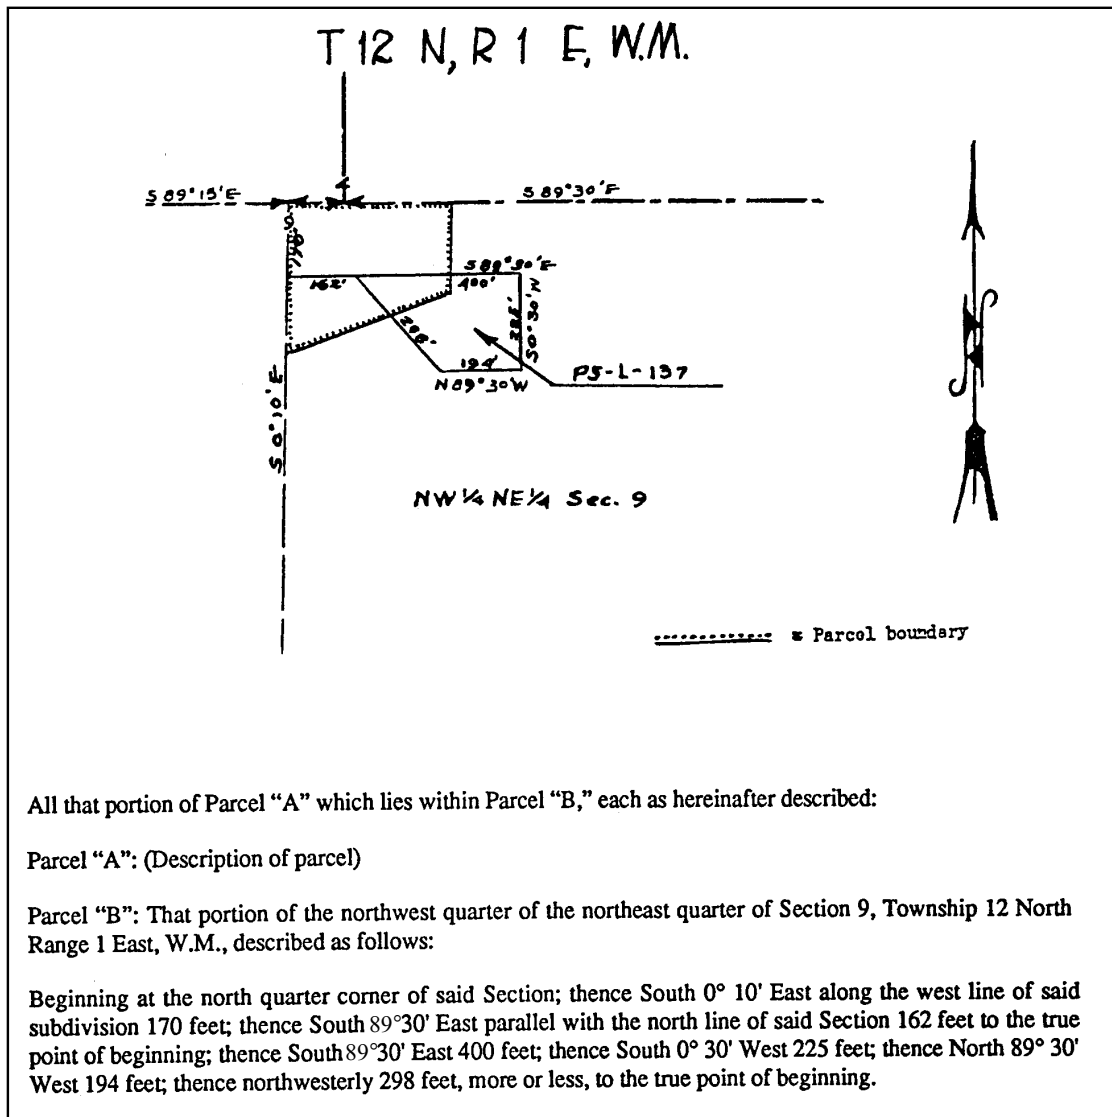 T 12 N, R 1 E, W.M.
S 89°15'E
S 89°30'E
S 89°30'E
162'
400'
298'
S0°30'W
194'
N89°30'W
PS-L-137
S 0°10'E
NW ¼ NE ¼ Sec. 9
= Parcel boundary
All that portion of Parcel “A” which lies within Parcel “B,” each as hereinafter described:
Parcel “A”: (Description of parcel)
Parcel “B”: That portion of the northwest quarter of the northeast quarter of Section 9, Township 12 North
Range 1 East, W.M., described as follows:
Beginning at the north quarter corner of said Section; thence South 0° 10' East along the west line of said
subdivision 170 feet; thence South 89°30' East parallel with the north line of said Section 162 feet to the true
point of beginning; thence South 89°30' East 400 feet; thence South 0° 30' West 225 feet; thence North 89° 30'
West 194 feet; thence northwesterly 298 feet, more or less, to the true point of beginning.